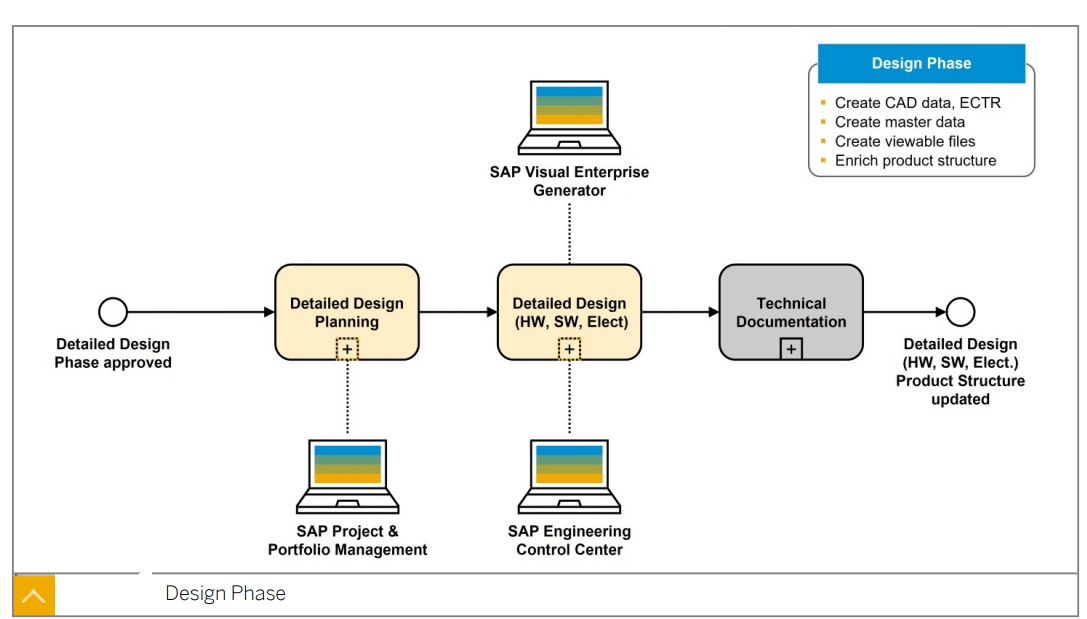 Design Phase
Create CAD data, ECTR
Create master data
Create viewable files
Enrich product structure
SAP Visual Enterprise
Generator
Detailed Design
Phase approved
Detailed Design
Planning
Detailed Design
(HW, SW, Elect)
Technical
Documentation
Detailed Design
(HW, SW, Elect.)
Product Structure
updated
SAP Project &
Portfolio Management
SAP Engineering
Control Center
Design Phase